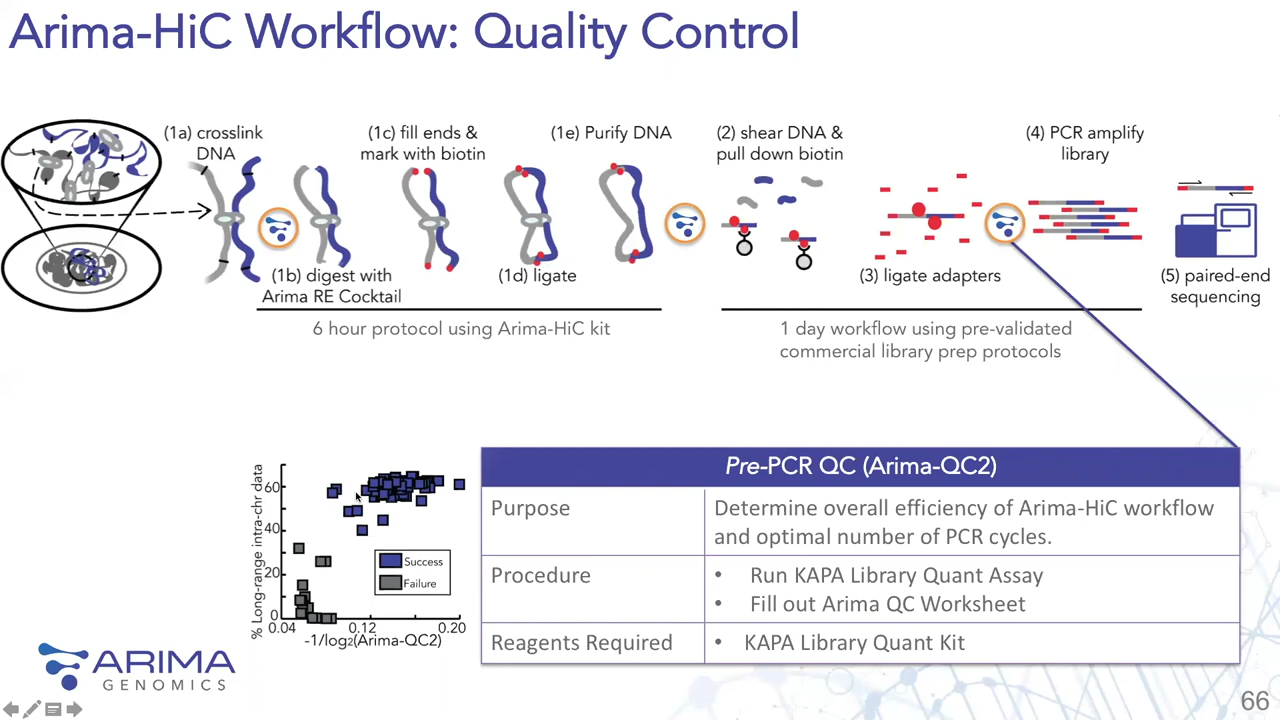 Arima-HiC Workflow: Quality Control
(1a) crosslink
DNA
(1b) digest with
Arima RE Cocktail
(1c) fill ends &
mark with biotin
(1d) ligate
(1e) Purify DNA
(2) shear DNA &
pull down biotin
(3) ligate adapters
(4) PCR amplify
library
(5) paired-end
sequencing
6 hour protocol using Arima-HiC kit
1 day workflow using pre-validated
commercial library prep protocols
% Long-range intra-chr data
60
40
20
0
0.04
0.12
0.20
-1/log2(Arima-QC2)
Success
Failure
Pre-PCR QC (Arima-QC2)
Purpose
Determine overall efficiency of Arima-HiC workflow
and optimal number of PCR cycles.
Procedure
• Run KAPA Library Quant Assay
• Fill out Arima QC Worksheet
Reagents Required
• KAPA Library Quant Kit
ARIMA
GENOMICS
66